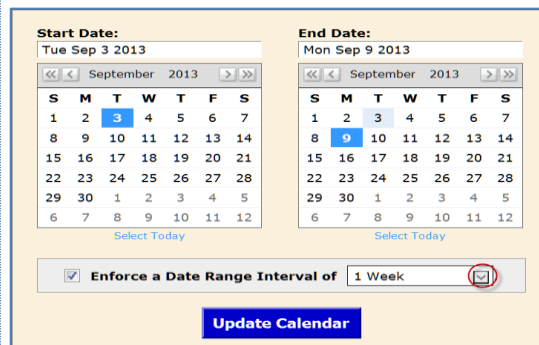 Start Date:
Tue Sep 3 2013
September 2013
S M T W T F S
1 2 3 4 5 6 7
8 9 10 11 12 13 14
15 16 17 18 19 20 21
22 23 24 25 26 27 28
29 30 1 2 3 4 5
6 7 8 9 10 11 12
Select Today
End Date:
Mon Sep 9 2013
September 2013
S M T W T F S
1 2 3 4 5 6 7
8 9 10 11 12 13 14
15 16 17 18 19 20 21
22 23 24 25 26 27 28
29 30 1 2 3 4 5
6 7 8 9 10 11 12
Select Today
Enforce a Date Range Interval of 1 Week
Update Calendar